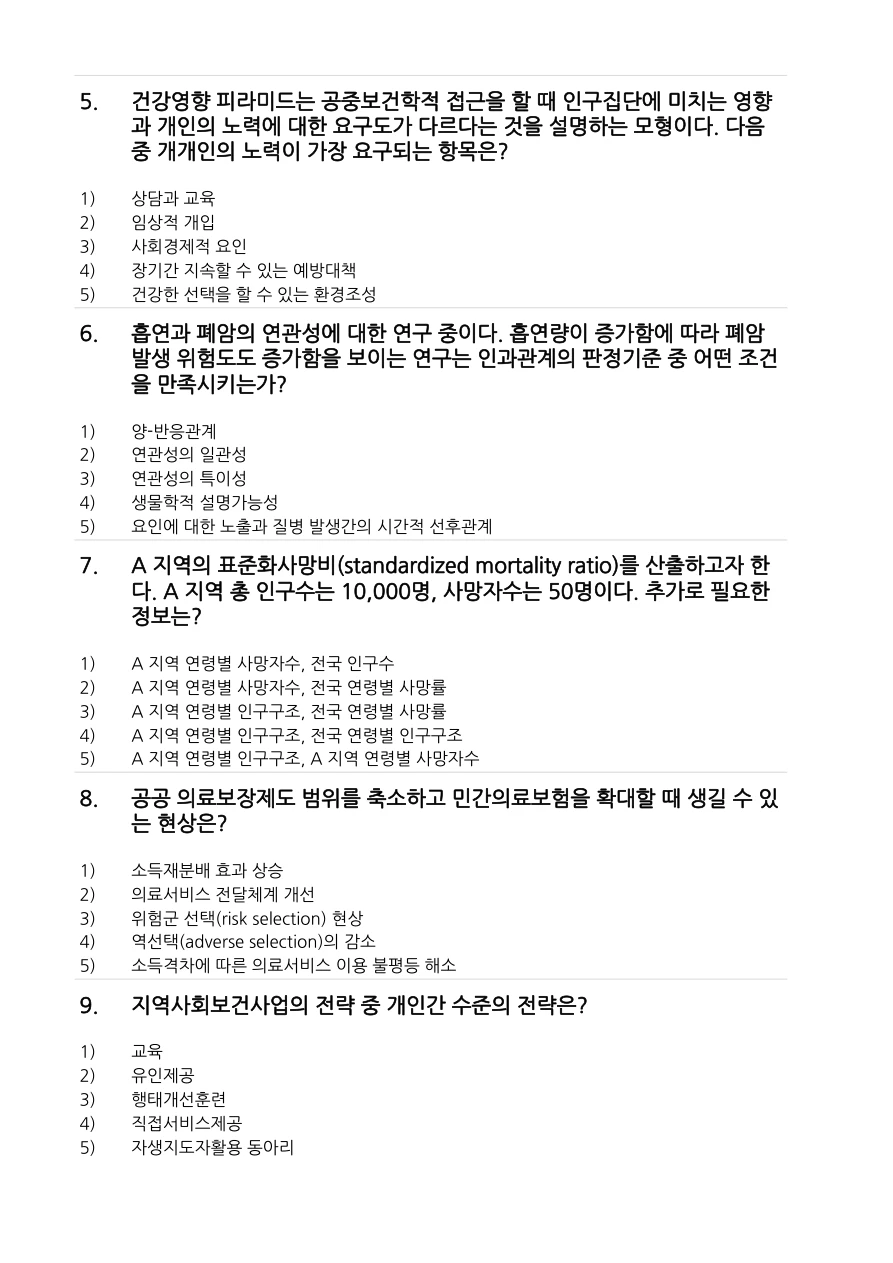 5. 건강영향 피라미드는 공중보건학적 접근을 할 때 인구집단에 미치는 영향
과 개인의 노력에 대한 요구도가 다르다는 것을 설명하는 모형이다. 다음
중 개개인의 노력이 가장 요구되는 항목은?
1) 상담과 교육
2) 임상적 개입
3) 사회경제적 요인
4) 장기간 지속할 수 있는 예방대책
5) 건강한 선택을 할 수 있는 환경조성
6. 흡연과 폐암의 연관성에 대한 연구 중이다. 흡연량이 증가함에 따라 폐암
발생 위험도도 증가함을 보이는 연구는 인과관계의 판정기준 중 어떤 조건
을 만족시키는가?
1) 양-반응관계
2) 연관성의 일관성
3) 연관성의 특이성
4) 생물학적 설명가능성
5) 요인에 대한 노출과 질병 발생간의 시간적 선후관계
7. A 지역의 표준화사망비(standardized mortality ratio)를 산출하고자 한
다. A 지역 총 인구수는 10,000명, 사망자수는 50명이다. 추가로 필요한
정보는?
1) A 지역 연령별 사망자수, 전국 인구수
2) A 지역 연령별 사망자수, 전국 연령별 사망률
3) A 지역 연령별 인구구조, 전국 연령별 사망률
4) A 지역 연령별 인구구조, 전국 연령별 인구구조
5) A 지역 연령별 인구구조, A 지역 연령별 사망자수
8. 공공 의료보장제도 범위를 축소하고 민간의료보험을 확대할 때 생길 수 있
는 현상은?
1) 소득재분배 효과 상승
2) 의료서비스 전달체계 개선
3) 위험군 선택(risk selection) 현상
4) 역선택(adverse selection)의 감소
5) 소득격차에 따른 의료서비스 이용 불평등 해소
9. 지역사회보건사업의 전략 중 개인간 수준의 전략은?
1) 교육
2) 유인제공
3) 행태개선훈련
4) 직접서비스제공
5) 자생지도자활용 동아리